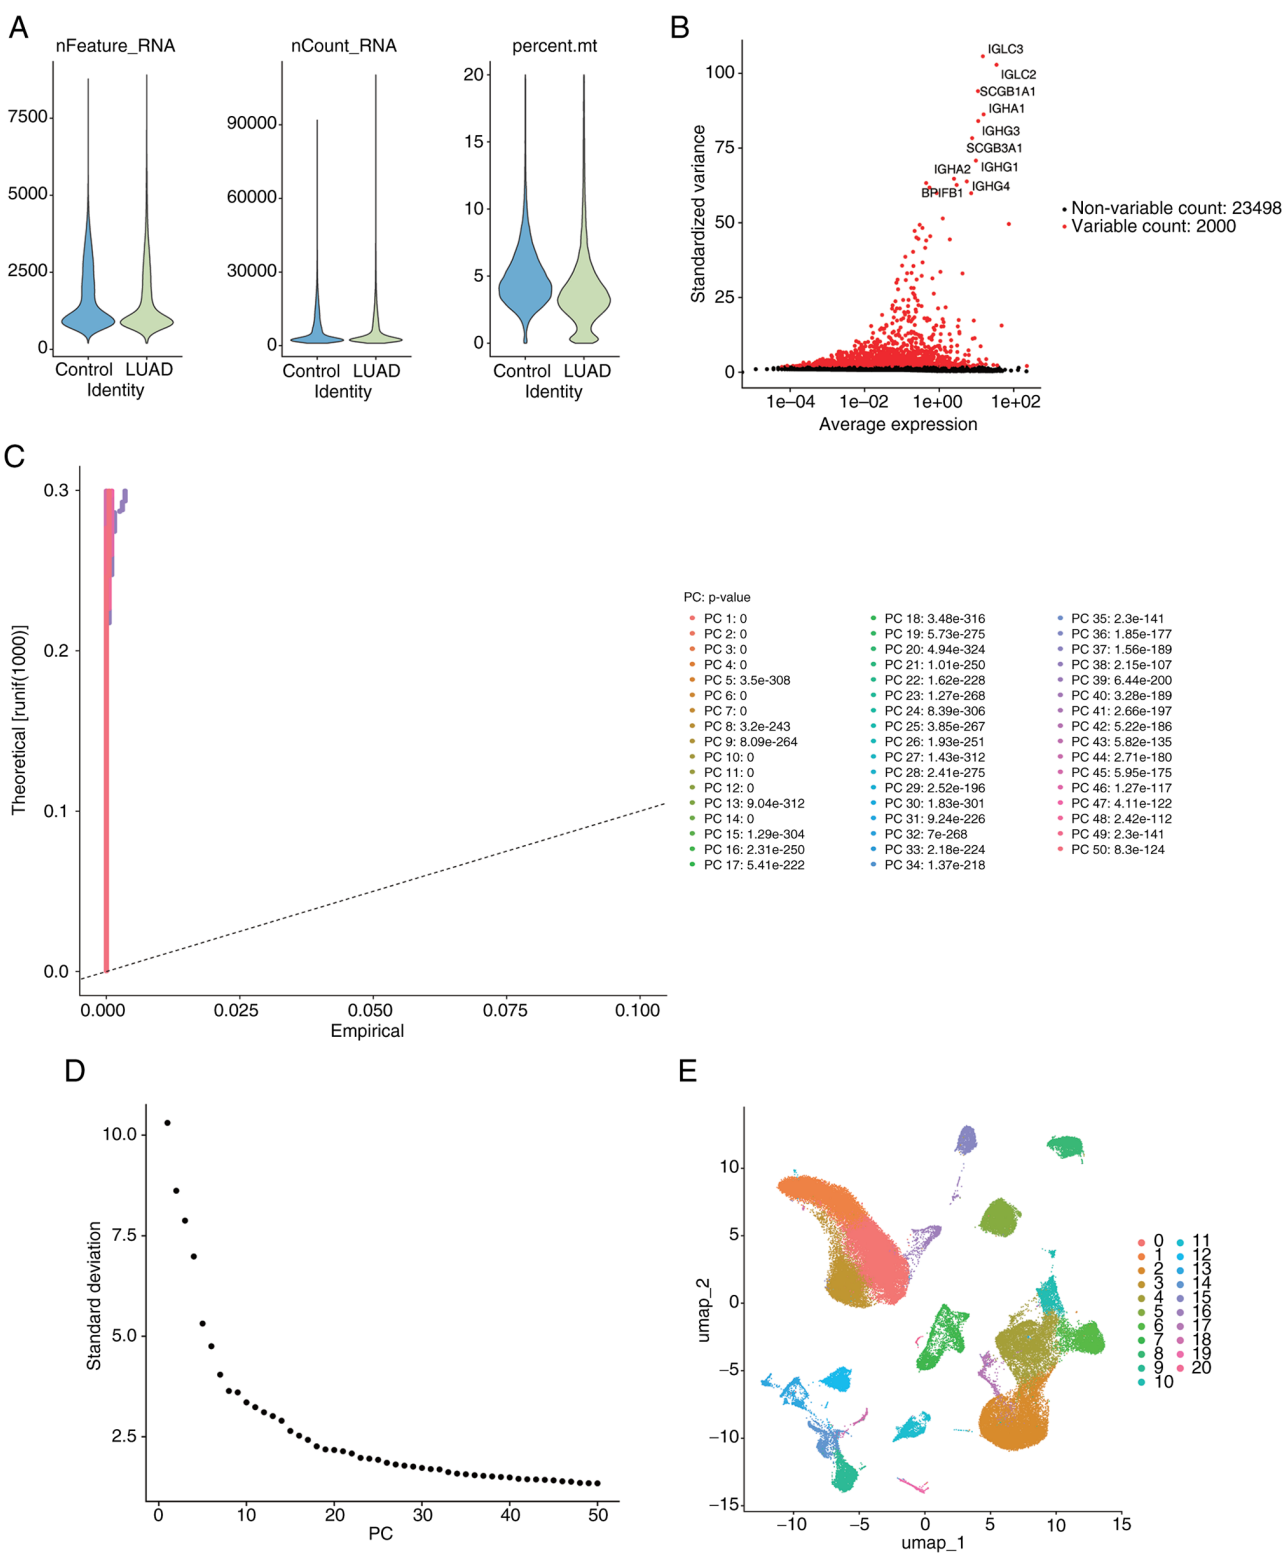 A
nFeature_RNA
nCount_RNA
percent.mt
7500
5000
2500
0
90000
60000
30000
0
20
15
10
5
0
Control LUAD
Identity
Control LUAD
Identity
Control LUAD
Identity
B
Standardized variance
100
75
50
25
0
IGLC3
IGLC2
SCGB1A1
IGHA1
IGHG3
SCGB3A1
IGHG1
IGHA2
IGHG4
BPIFB1
1e−04 1e−02 1e+00 1e+02
Average expression
Non-variable count: 23498
Variable count: 2000
C
Theoretical [runif(1000)]
0.3
0.2
0.1
0.0
0.000 0.025 0.050 0.075 0.100
Empirical
PC: p-value
PC 1: 0
PC 2: 0
PC 3: 0
PC 4: 0
PC 5: 3.5e-308
PC 6: 0
PC 7: 0
PC 8: 3.2e-243
PC 9: 8.09e-264
PC 10: 0
PC 11: 0
PC 12: 0
PC 13: 9.04e-312
PC 14: 0
PC 15: 1.29e-304
PC 16: 2.31e-250
PC 17: 5.41e-222
PC 18: 3.48e-316
PC 19: 5.73e-275
PC 20: 4.94e-324
PC 21: 1.01e-250
PC 22: 1.62e-228
PC 23: 1.27e-268
PC 24: 8.39e-306
PC 25: 3.85e-267
PC 26: 1.93e-251
PC 27: 1.43e-312
PC 28: 2.41e-275
PC 29: 2.52e-196
PC 30: 1.83e-301
PC 31: 9.24e-226
PC 32: 7e-268
PC 33: 2.18e-224
PC 34: 1.37e-218
PC 35: 2.3e-141
PC 36: 1.85e-177
PC 37: 1.56e-189
PC 38: 2.15e-107
PC 39: 6.44e-200
PC 40: 3.28e-189
PC 41: 2.66e-197
PC 42: 5.22e-186
PC 43: 5.82e-135
PC 44: 2.71e-180
PC 45: 5.95e-175
PC 46: 1.27e-117
PC 47: 4.11e-122
PC 48: 2.42e-112
PC 49: 2.3e-141
PC 50: 8.3e-124
D
Standard deviation
10.0
7.5
5.0
2.5
0 10 20 30 40 50
PC
E
umap_2
10
5
0
−5
−10
−15
−10 −5 0 5 10 15
umap_1
0 11
1 12
2 13
3 14
4 15
5 16
6 17
7 18
8 19
9 20
10